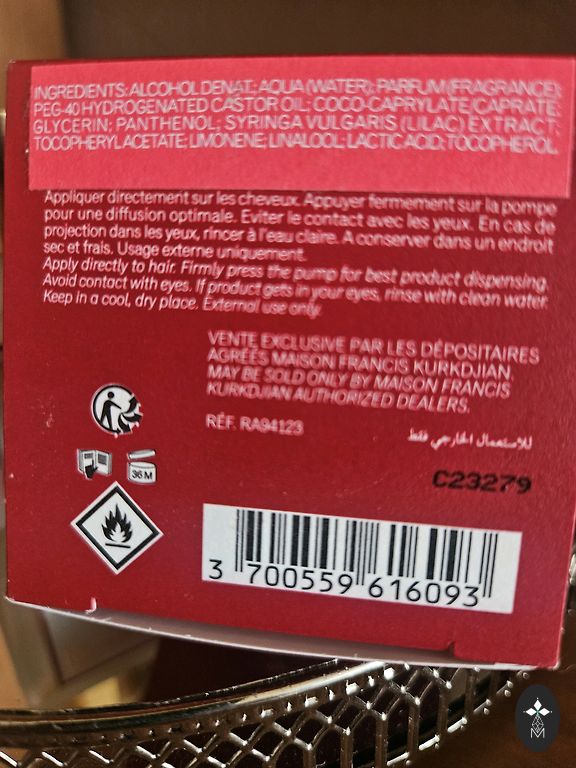 INGREDIENTS: ALCOHOL DENAT.; AQUA (WATER); PARFUM (FRAGRANCE);
PEG-40 HYDROGENATED CASTOR OIL; COCO-CAPRYLATE/CAPRATE;
GLYCERIN; PANTHENOL; SYRINGA VULGARIS (LILAC) EXTRACT;
TOCOPHERYL ACETATE; LIMONENE; LINALOOL; LACTIC ACID; TOCOPHEROL.
Appliquer directement sur les cheveux. Appuyer fermement sur la pompe
pour une diffusion optimale. Eviter le contact avec les yeux. En cas de
projection dans les yeux, rincer à l'eau claire. A conserver dans un endroit
sec et frais. Usage externe uniquement.
Apply directly to hair. Firmly press the pump for best product dispensing.
Avoid contact with eyes. If product gets in your eyes, rinse with clean water.
Keep in a cool, dry place. External use only.
VENTE EXCLUSIVE PAR LES DÉPOSITAIRES
AGRÉÉS MAISON FRANCIS KURKDJIAN
MAY BE SOLD ONLY BY MAISON FRANCIS
KURKDJIAN AUTHORIZED DEALERS.
RÉF. RA94123
للاستعمال الخارجي فقط
36 M
C23279
3 700559 616093